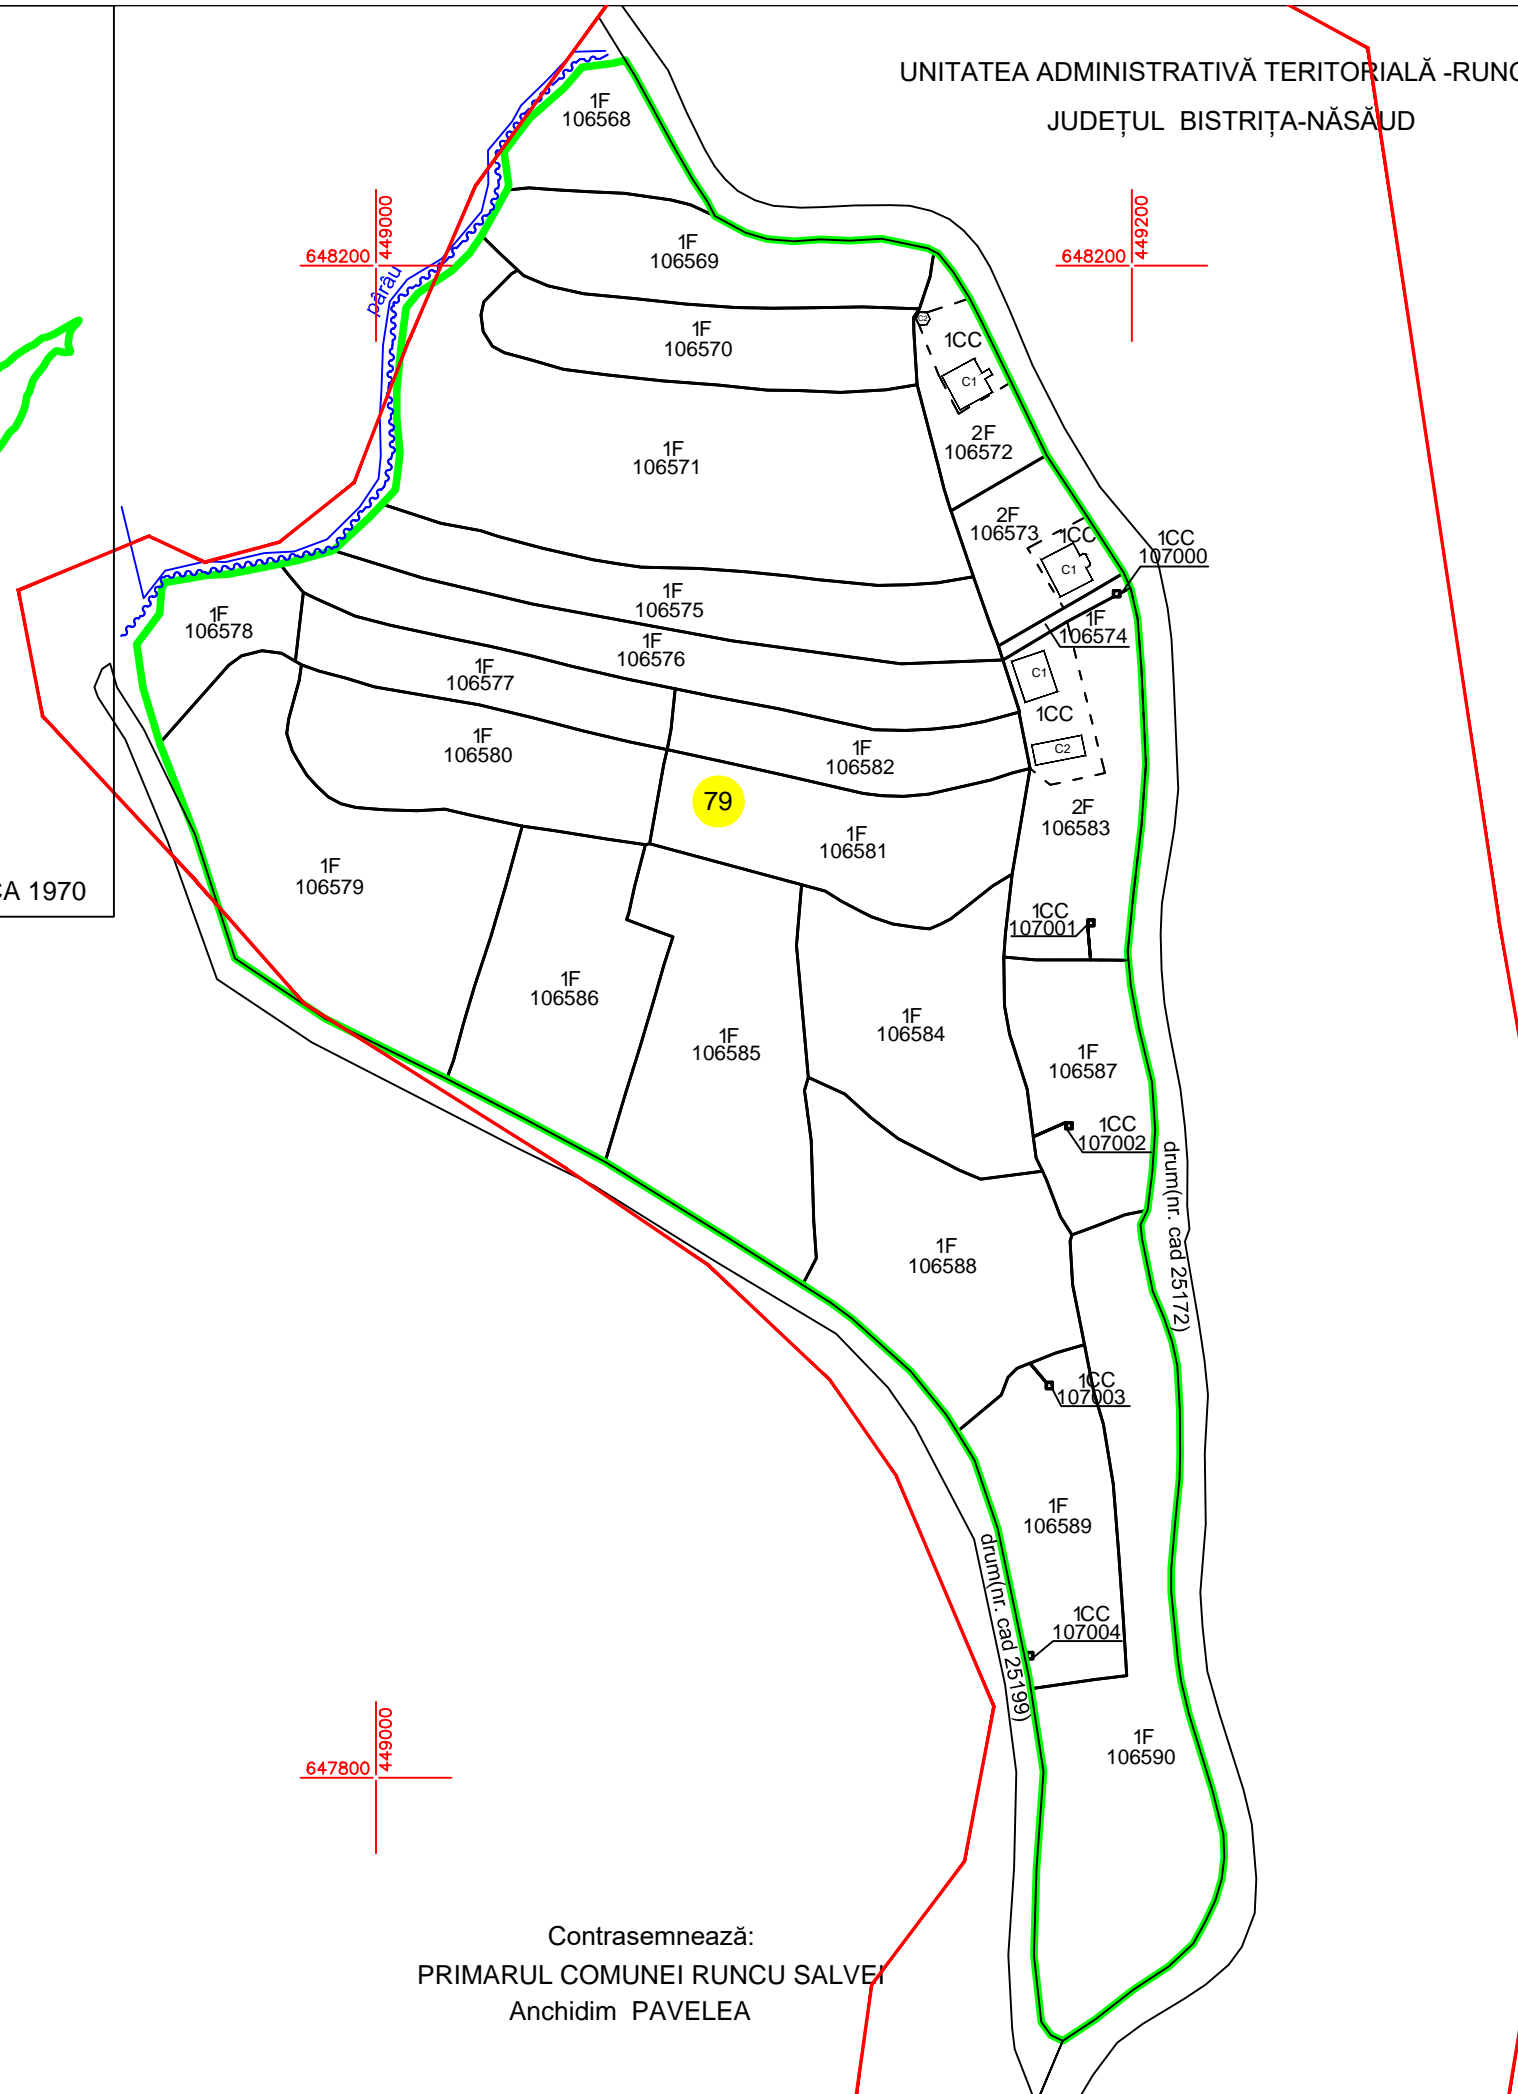 UNITATEA ADMINISTRATIVĂ TERITORIALĂ -RUNC
JUDEȚUL BISTRIȚA-NĂSĂUD
1F
106568
449000
648200
449200
648200
pârâu
1F
106569
1F
106570
C2
1CC
C1
2F
106572
1F
106571
2F
106573
1CC
C1
1CC
107000
1F
106574
1F
106575
1F
106578
1F
106576
1F
106577
C1
1CC
C2
1F
106580
1F
106582
79
2F
106583
1F
106581
1F
106579
CA 1970
1CC
107001
1F
106586
1F
106584
1F
106585
1F
106587
1CC
107002
drum(nr. cad 25172)
1F
106588
1CC
107003
1F
106589
drum(nr. cad 25199)
1CC
107004
1F
106590
449000
647800
Contrasemnează:
PRIMARUL COMUNEI RUNCU SALVEI
Anchidim PAVELEA